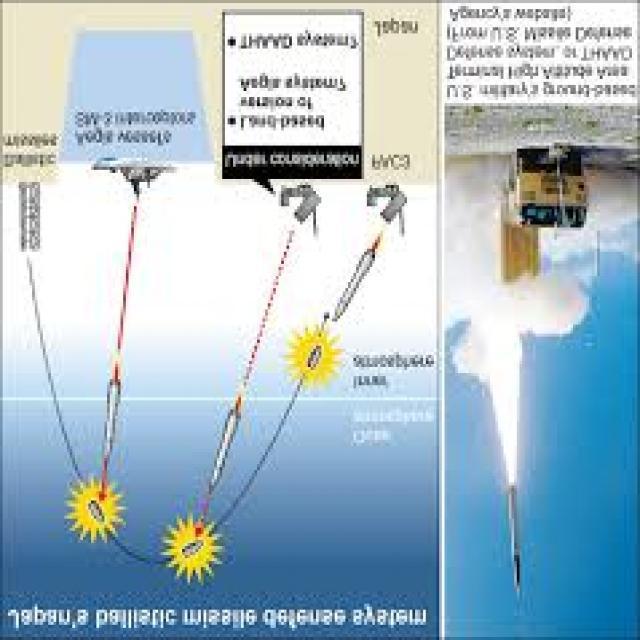 Japan's ballistic missile defense system
Outer
atmosphere
Inner
atmosphere
Ballistic
missiles
Aegis vessels
SM-3 interceptors
Under consideration
• Land-based
version of
Aegis system?
• THAAD system?
PAC3
Japan
U.S. military's ground-based
Terminal High Altitude Area
Defense system, or THAAD
(From U.S. Missile Defense
Agency's website)